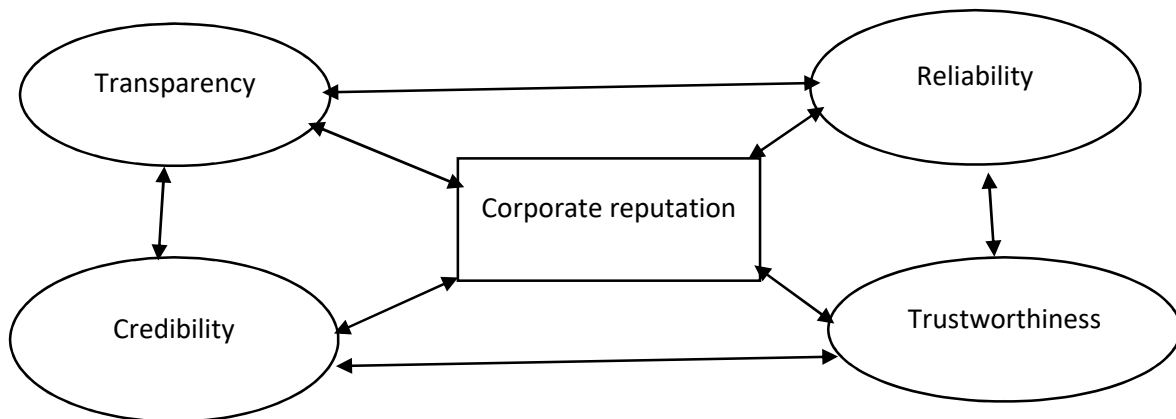 Transparency
Reliability
Corporate reputation
Credibility
Trustworthiness